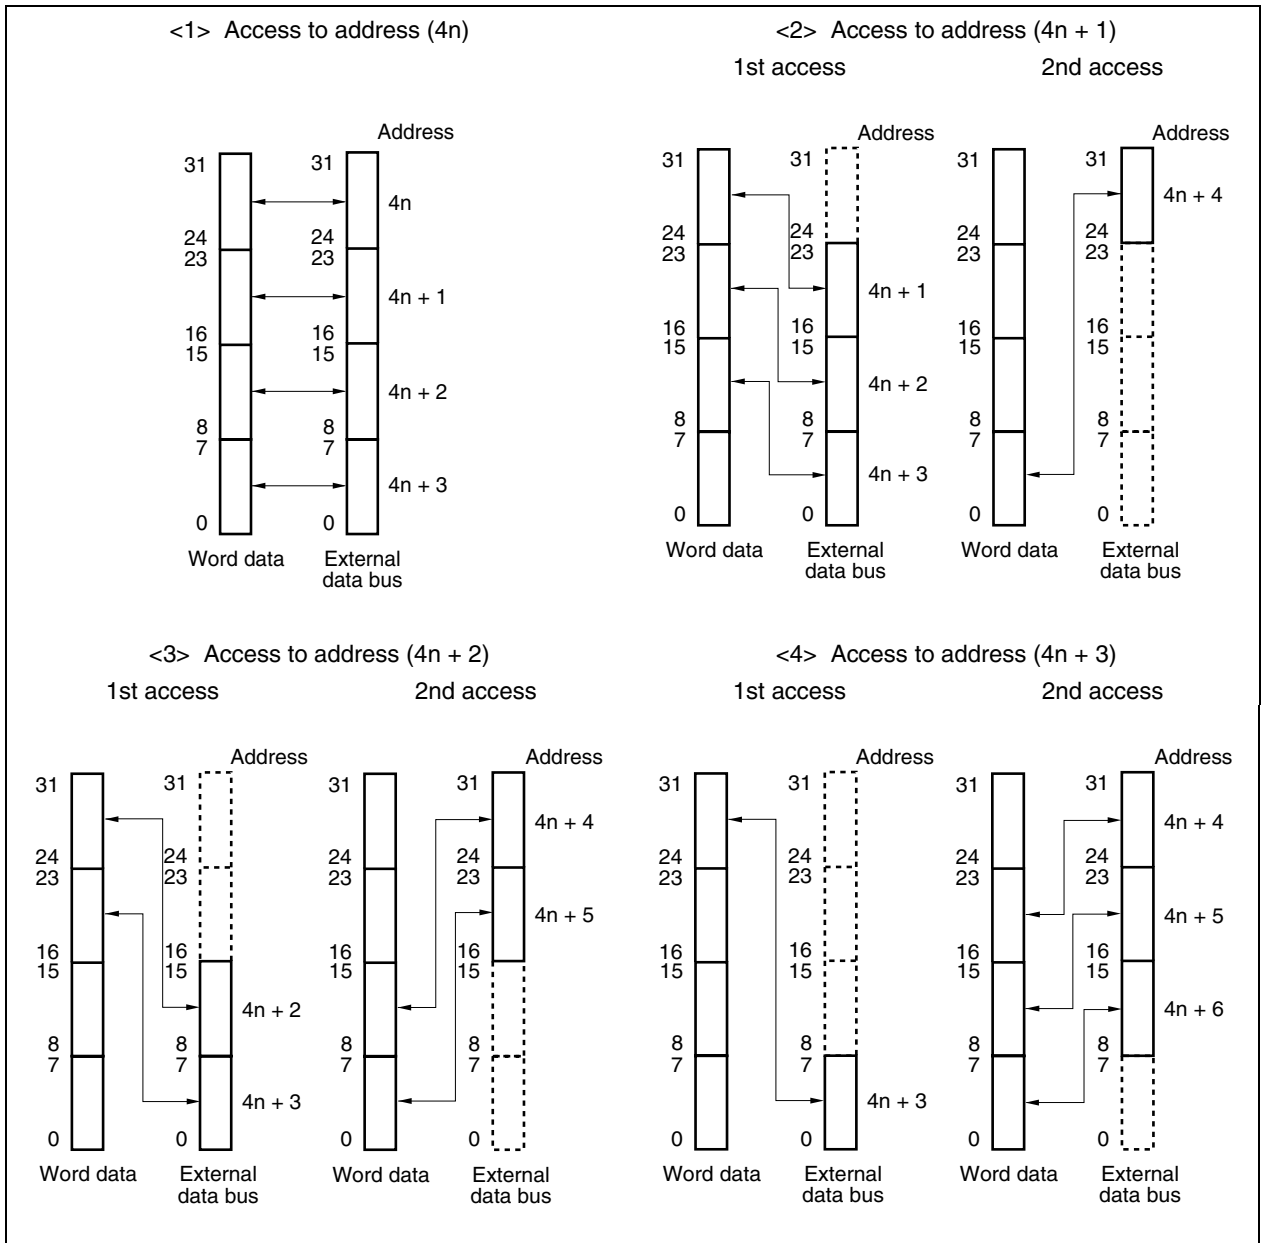 <1> Access to address (4n)
Address
31
31
4n
24
23
24
23
4n + 1
16
15
16
15
4n + 2
8
7
8
7
4n + 3
0
0
Word data
External
data bus
<2> Access to address (4n + 1)
1st access
2nd access
Address
31
31
24
23
24
23
4n + 1
16
15
16
15
4n + 2
8
7
8
7
4n + 3
0
0
Word data
External
data bus
Address
31
31
4n + 4
24
23
24
23
16
15
16
15
8
7
8
7
0
0
Word data
External
data bus
<3> Access to address (4n + 2)
1st access
2nd access
Address
31
31
24
23
24
23
16
15
16
15
4n + 2
8
7
8
7
4n + 3
0
0
Word data
External
data bus
Address
31
31
4n + 4
24
23
24
23
4n + 5
16
15
16
15
8
7
8
7
0
0
Word data
External
data bus
<4> Access to address (4n + 3)
1st access
2nd access
Address
31
31
24
23
24
23
16
15
16
15
8
7
8
7
4n + 3
0
0
Word data
External
data bus
Address
31
31
4n + 4
24
23
24
23
4n + 5
16
15
16
15
4n + 6
8
7
8
7
0
0
Word data
External
data bus